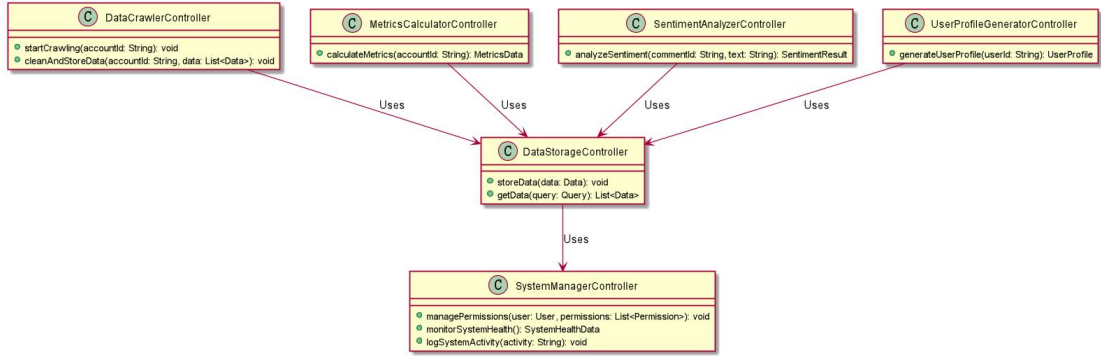 C DataCrawlerController
startCrawling(accountId: String): void
cleanAndStoreData(accountId: String, data: List<Data>): void
C MetricsCalculatorController
calculateMetrics(accountId: String): MetricsData
C SentimentAnalyzerController
analyzeSentiment(commentId: String, text: String): SentimentResult
C UserProfileGeneratorController
generateUserProfile(userId: String): UserProfile
Uses
Uses
Uses
Uses
C DataStorageController
storeData(data: Data): void
getData(query: Query): List<Data>
Uses
C SystemManagerController
managePermissions(user: User, permissions: List<Permission>): void
monitorSystemHealth(): SystemHealthData
logSystemActivity(activity: String): void